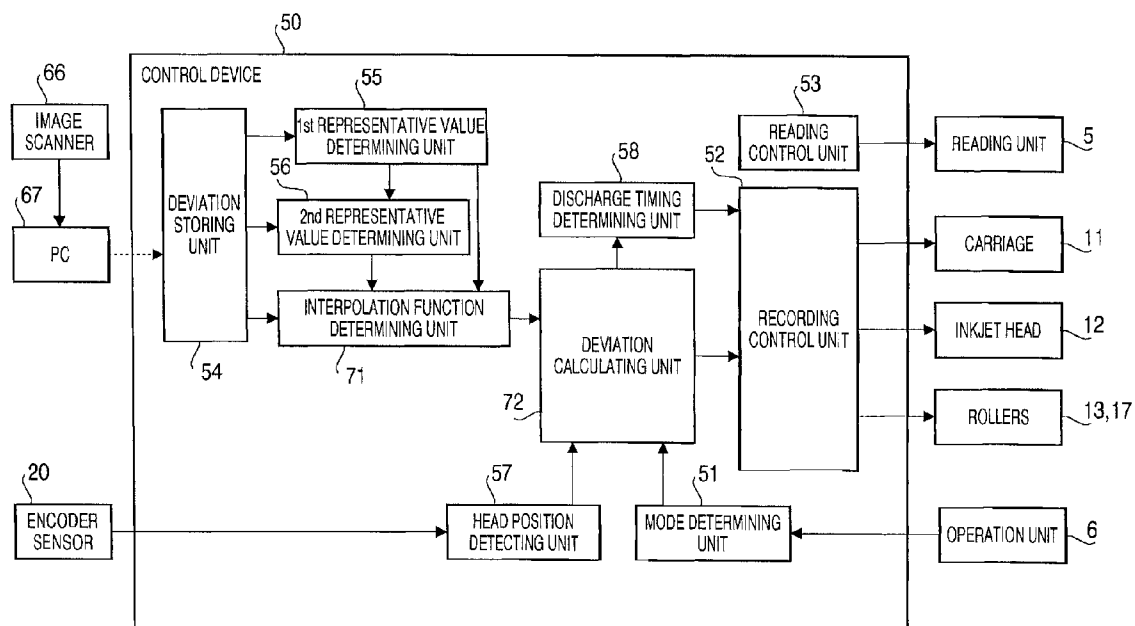 50
CONTROL DEVICE
66
IMAGE
SCANNER
67
PC
DEVIATION
STORING
UNIT
54
55
1st REPRESENTATIVE VALUE
DETERMINING UNIT
56
2nd REPRESENTATIVE
VALUE DETERMINING UNIT
INTERPOLATION FUNCTION
DETERMINING UNIT
71
58
DISCHARGE TIMING
DETERMINING UNIT
DEVIATION
CALCULATING UNIT
72
53
READING
CONTROL UNIT
52
RECORDING
CONTROL UNIT
READING UNIT
5
CARRIAGE
11
INKJET HEAD
12
ROLLERS
13,17
20
ENCODER
SENSOR
57
HEAD POSITION
DETECTING UNIT
51
MODE DETERMINING
UNIT
OPERATION UNIT
6